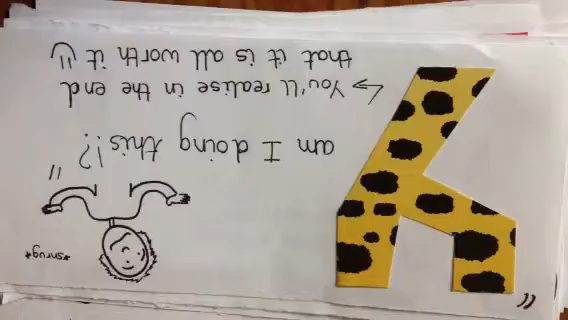 *shrug*
"Y am I doing this!?"
↳ You'll realise in the end
that it is all worth it ☺